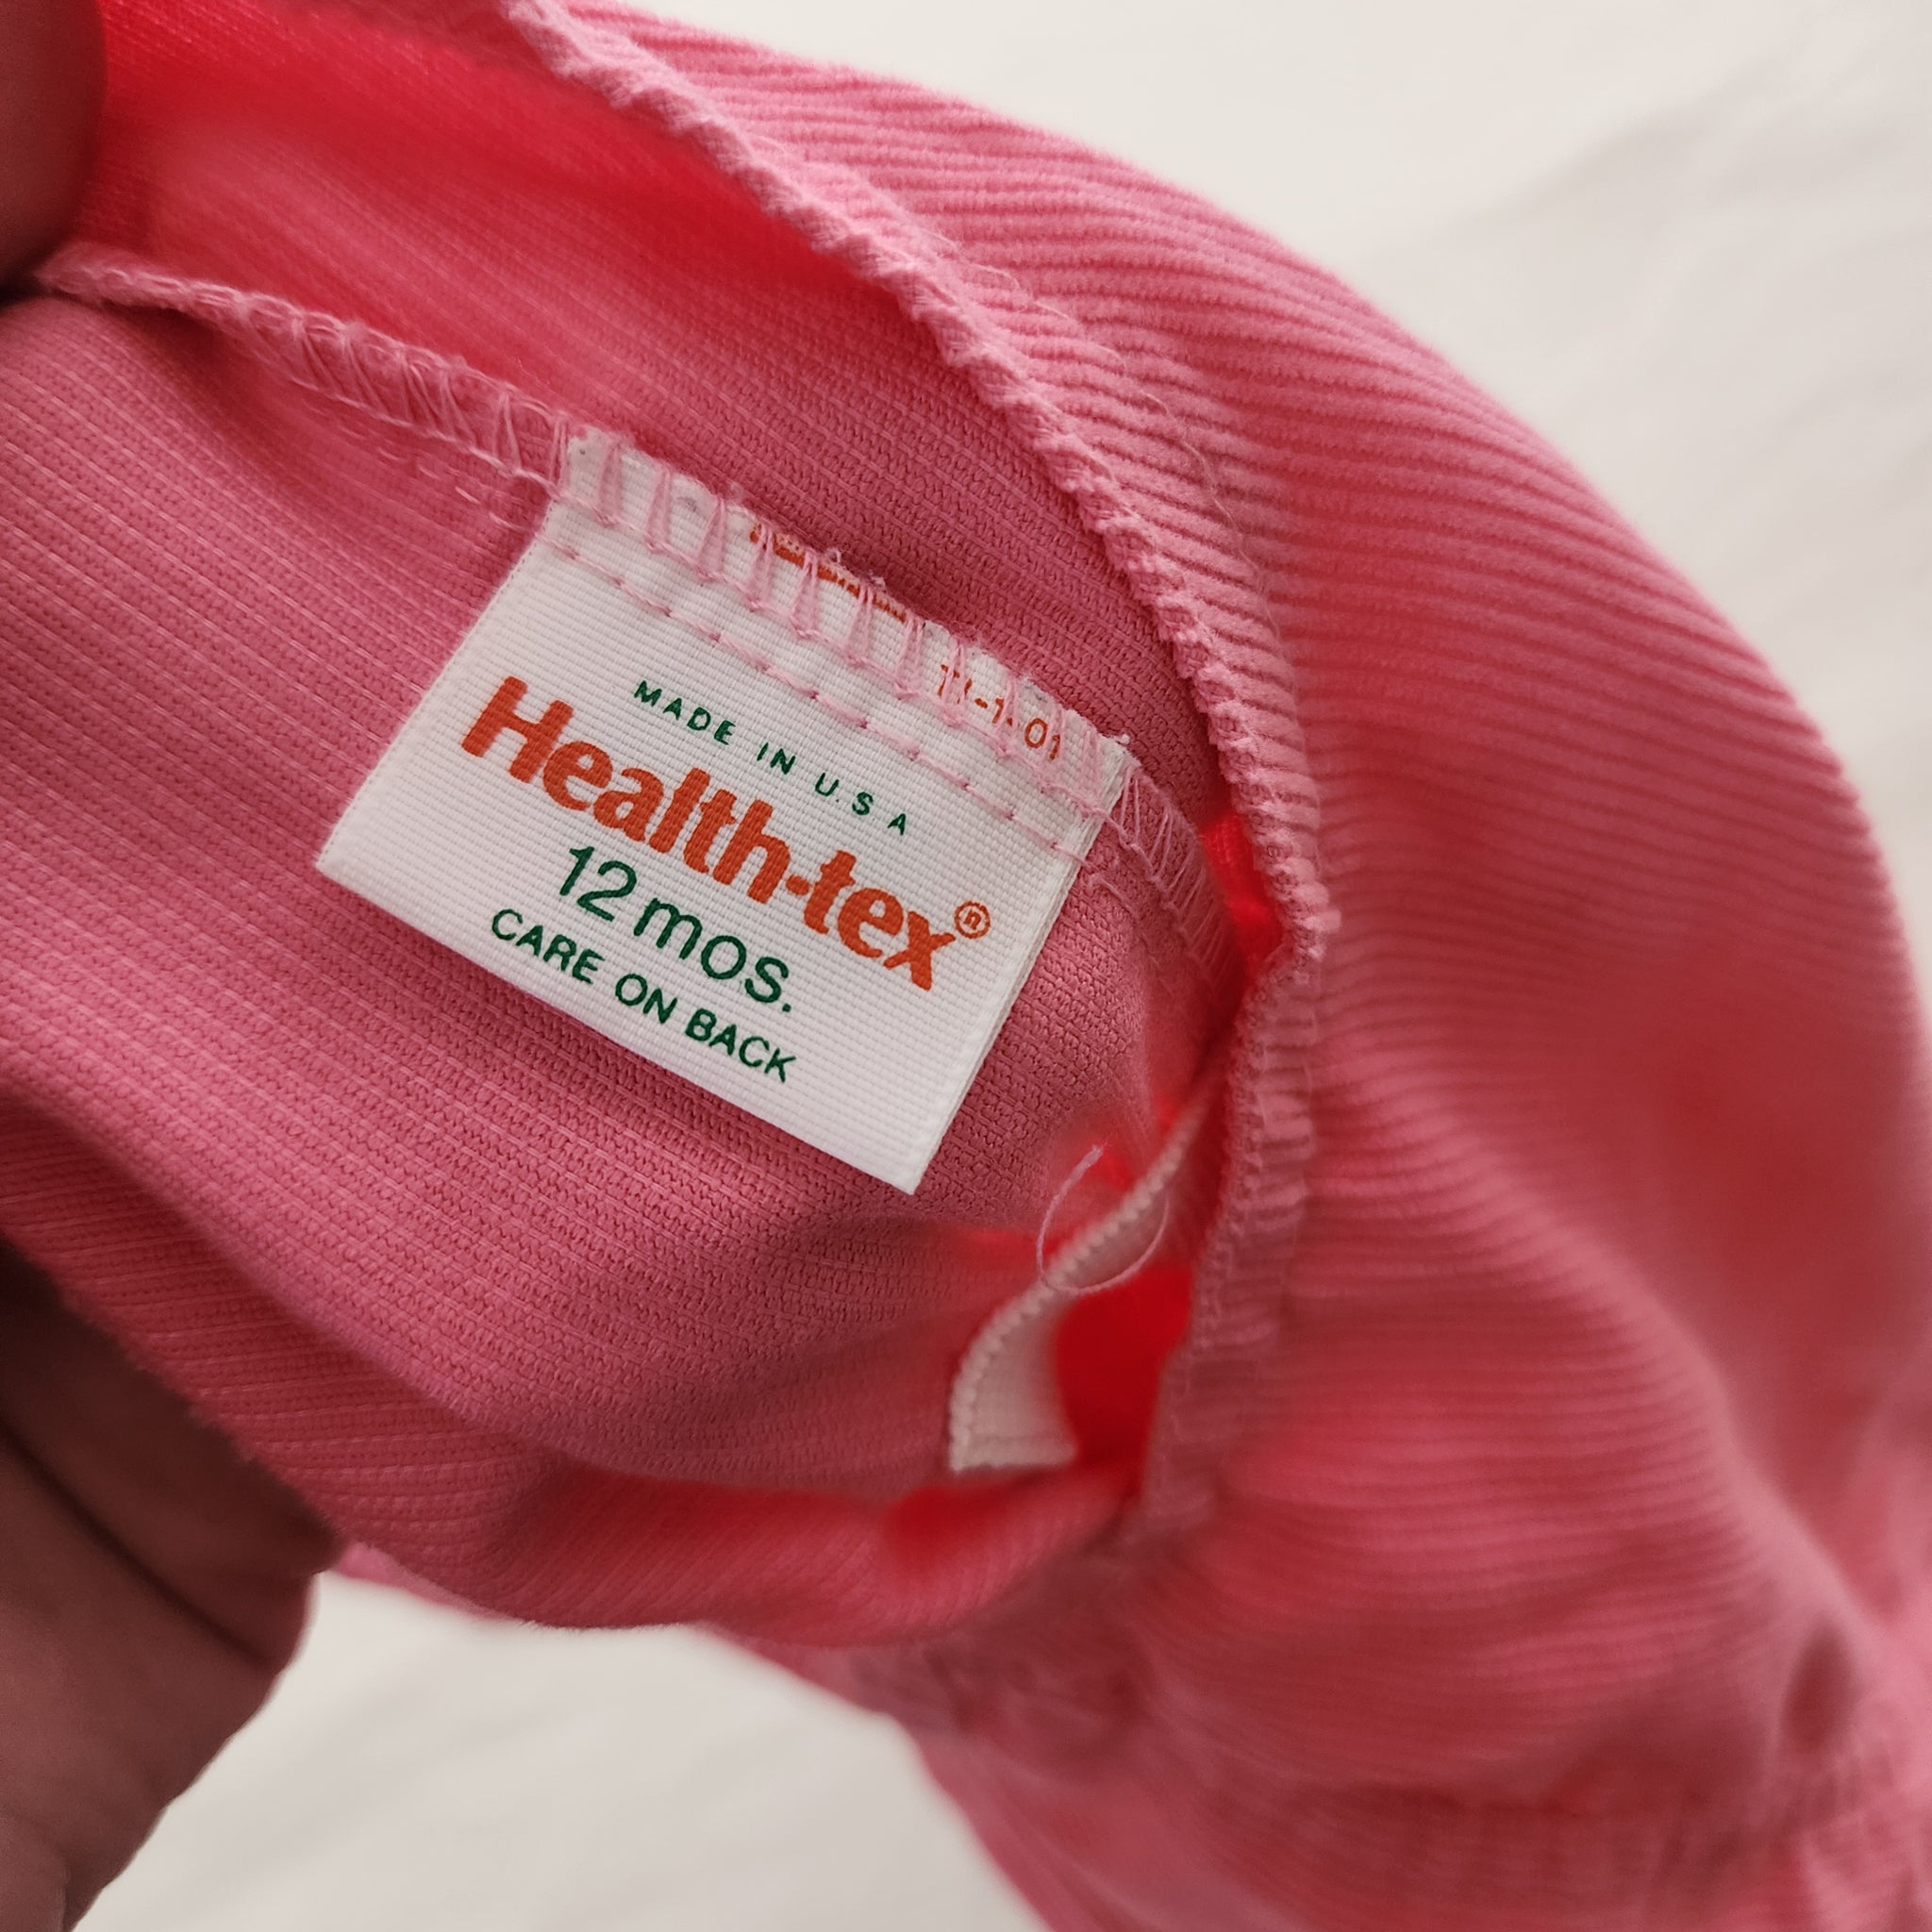 MADE IN U.S.A
Health-tex®
12 mos.
CARE ON BACK